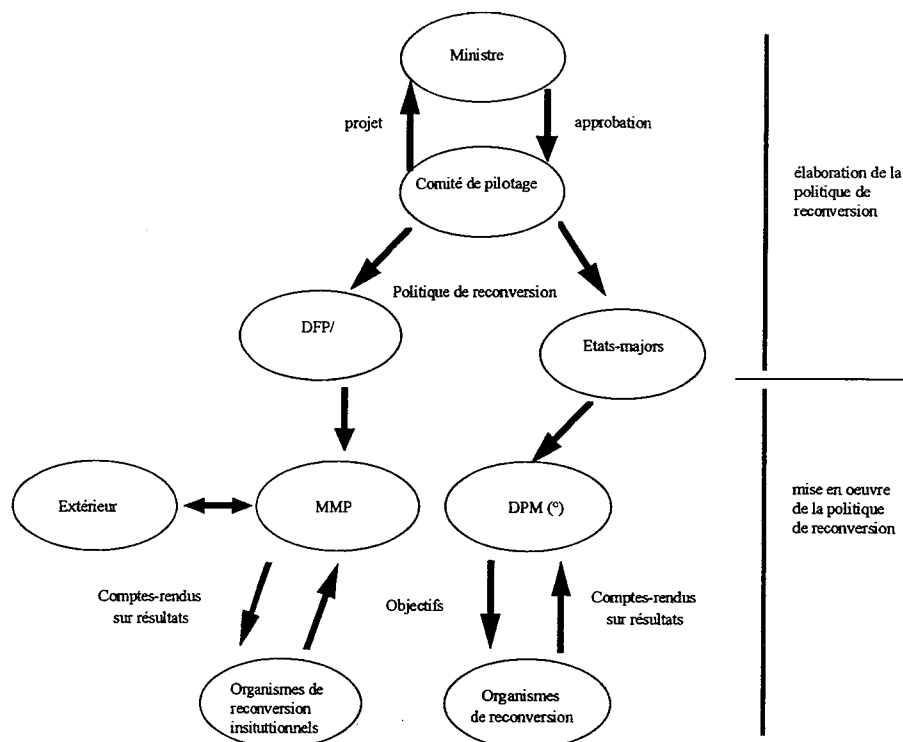 Ministre
projet
approbation
Comité de pilotage
élaboration de la
politique de
reconversion
Politique de reconversion
DFP/
Etats-majors
Extérieur
MMP
DPM (°)
mise en oeuvre
de la politique
de reconversion
Comptes-rendus
sur résultats
Objectifs
Comptes-rendus
sur résultats
Organismes de
reconversion
insitutionnels
Organismes
de reconversion